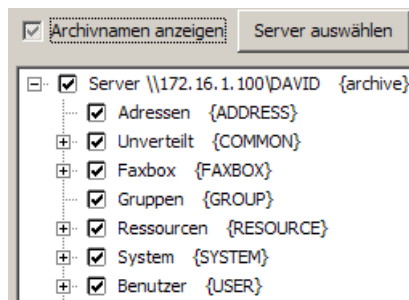 Archivnamen anzeigen Server auswählen
Server \\172.16.1.100\DAVID {archive}
Adressen {ADDRESS}
Unverteilt {COMMON}
Faxbox {FAXBOX}
Gruppen {GROUP}
Ressourcen {RESOURCE}
System {SYSTEM}
Benutzer {USER}